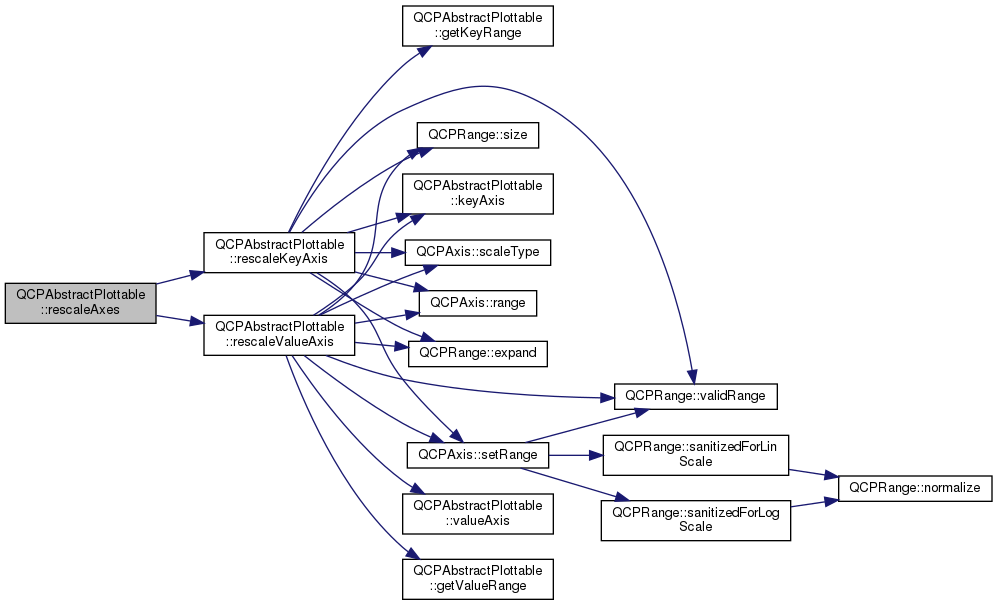 QCPAbstractPlottable
::rescaleAxes
QCPAbstractPlottable
::rescaleKeyAxis
QCPAbstractPlottable
::rescaleValueAxis
QCPAbstractPlottable
::getKeyRange
QCPRange::size
QCPAbstractPlottable
::keyAxis
QCPAxis::scaleType
QCPAxis::range
QCPRange::expand
QCPAxis::setRange
QCPAbstractPlottable
::valueAxis
QCPAbstractPlottable
::getValueRange
QCPRange::validRange
QCPRange::sanitizedForLin
Scale
QCPRange::sanitizedForLog
Scale
QCPRange::normalize